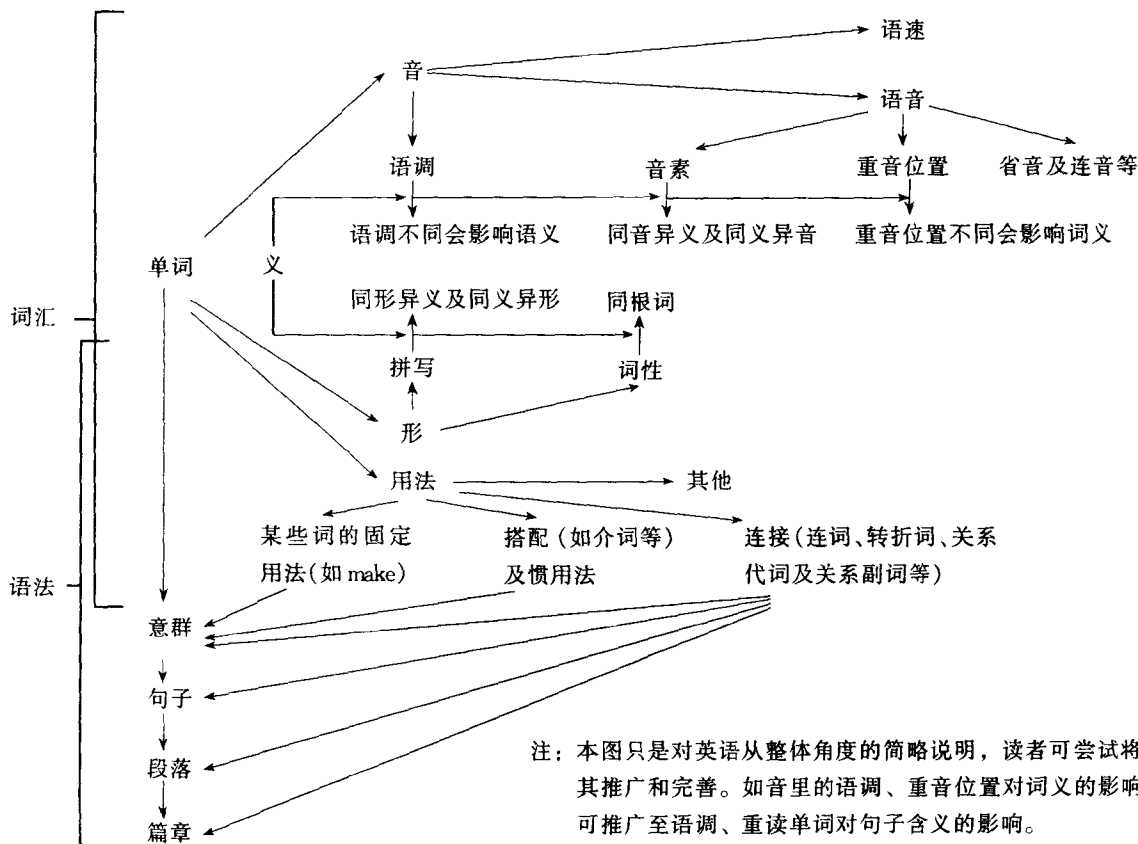 语速
音
语音
语调
音素
重音位置
省音及连音等
语调不同会影响语义
同音异义及同义异音
重音位置不同会影响词义
单词
义
同形异义及同义异形
同根词
词汇
拼写
词性
形
用法
其他
某些词的固定
用法(如 make)
搭配(如介词等)
及惯用法
连接(连词、转折词、关系
代词及关系副词等)
语法
意群
句子
段落
篇章
注：本图只是对英语从整体角度的简略说明，读者可尝试将
其推广和完善。如音里的语调、重音位置对词义的影响
可推广至语调、重读单词对句子含义的影响。